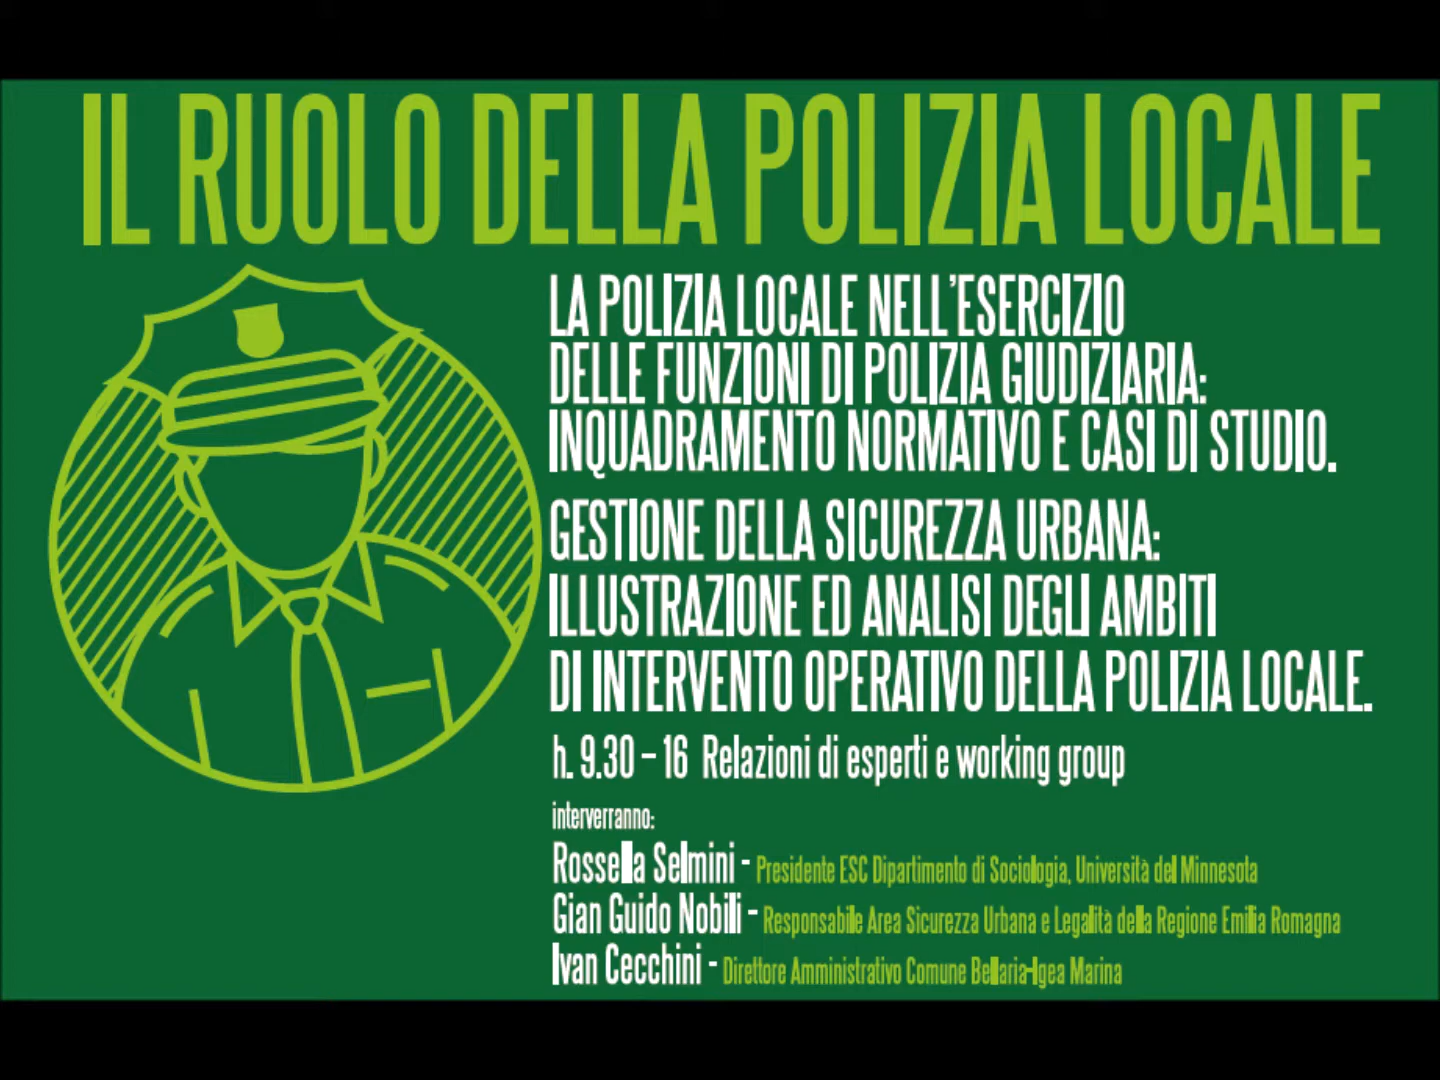 IL RUOLO DELLA POLIZIA LOCALE
LA POLIZIA LOCALE NELL'ESERCIZIO
DELLE FUNZIONI DI POLIZIA GIUDIZIARIA:
INQUADRAMENTO NORMATIVO E CASI DI STUDIO.
GESTIONE DELLA SICUREZZA URBANA:
ILLUSTRAZIONE ED ANALISI DEGLI AMBITI
DI INTERVENTO OPERATIVO DELLA POLIZIA LOCALE.
h. 9.30 – 16 Relazioni di esperti e working group
interverranno:
Rossella Selmini - Presidente ESC Dipartimento di Sociologia, Università del Minnesota
Gian Guido Nobili - Responsabile Area Sicurezza Urbana e Legalità della Regione Emilia Romagna
Ivan Cecchini - Direttore Amministrativo Comune Bellaria-Igea Marina